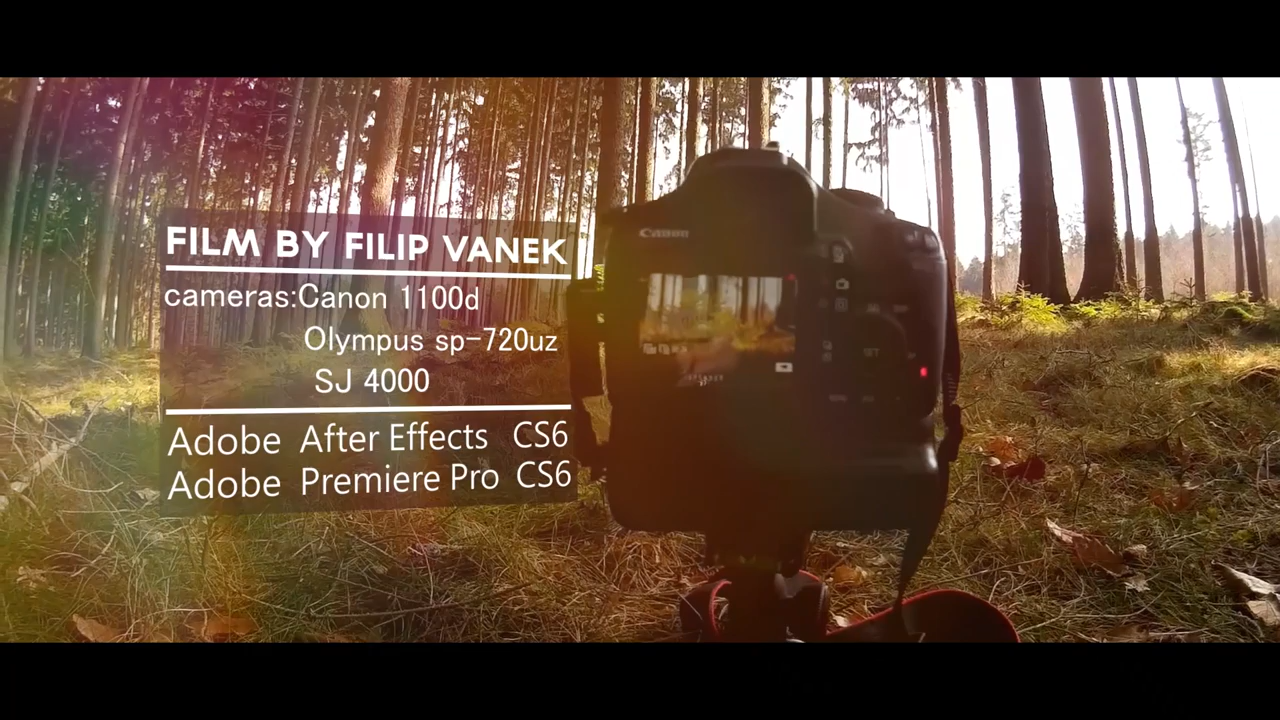 FILM BY FILIP VANEK
cameras:Canon 1100d
Olympus sp-720uz
SJ 4000
Adobe After Effects CS6
Adobe Premiere Pro CS6
Canon
SET